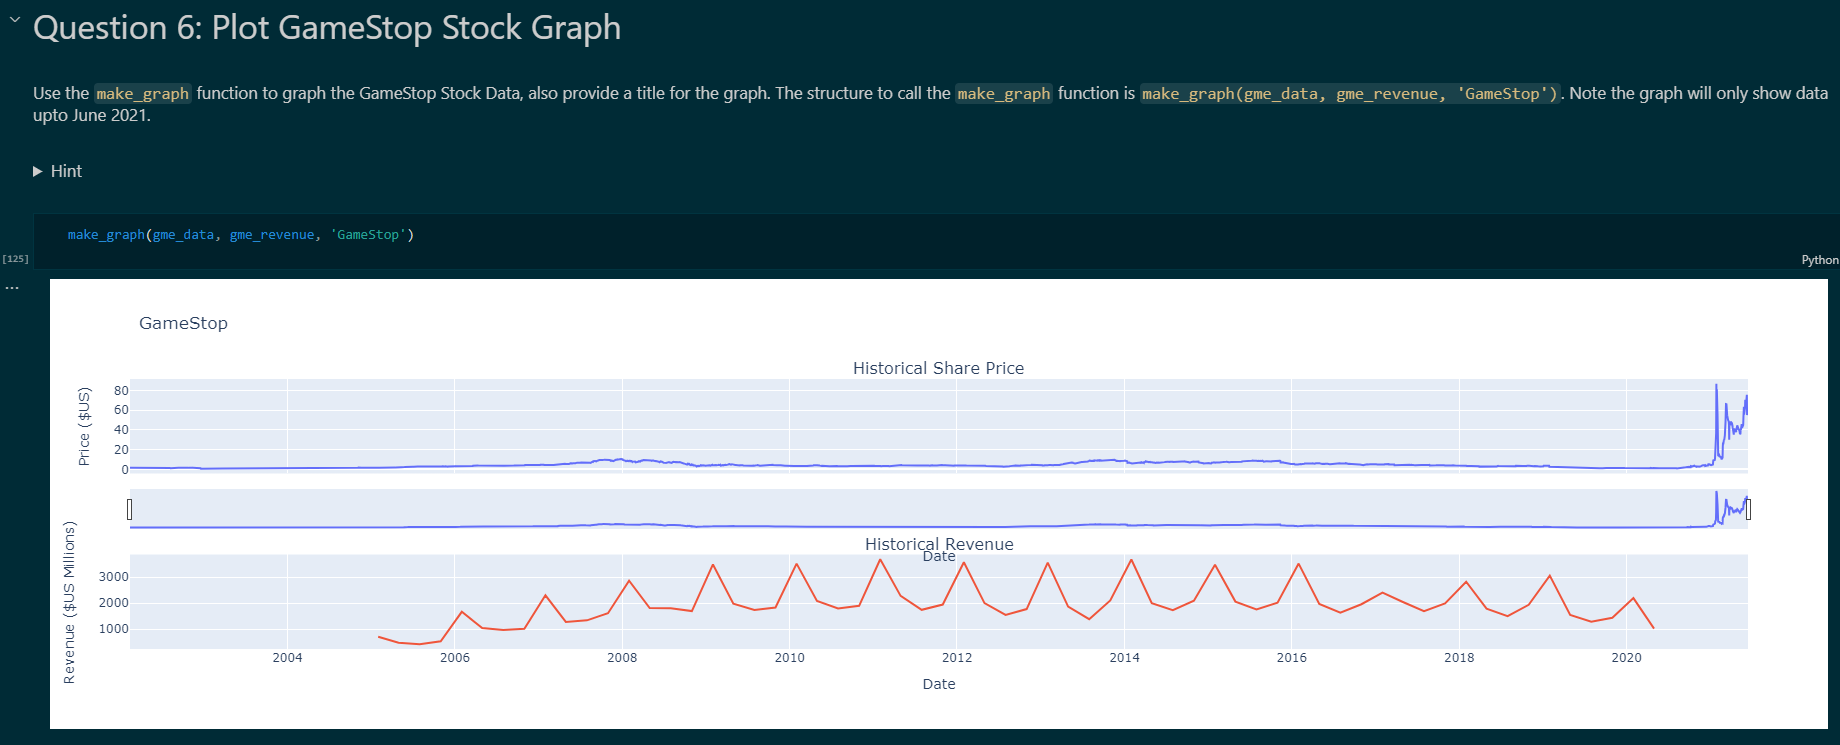 Question 6: Plot GameStop Stock Graph
Use the make_graph function to graph the GameStop Stock Data, also provide a title for the graph. The structure to call the make_graph function is make_graph(gme_data, gme_revenue, 'GameStop'). Note the graph will only show data
upto June 2021.
Hint
make_graph(gme_data, gme_revenue, 'GameStop')
[125]
Python
...
GameStop
Historical Share Price
Price ($US)
80
60
40
20
0
Historical Revenue
Date
Revenue ($US Millions)
3000
2000
1000
2004 2006 2008 2010 2012 2014 2016 2018 2020
Date